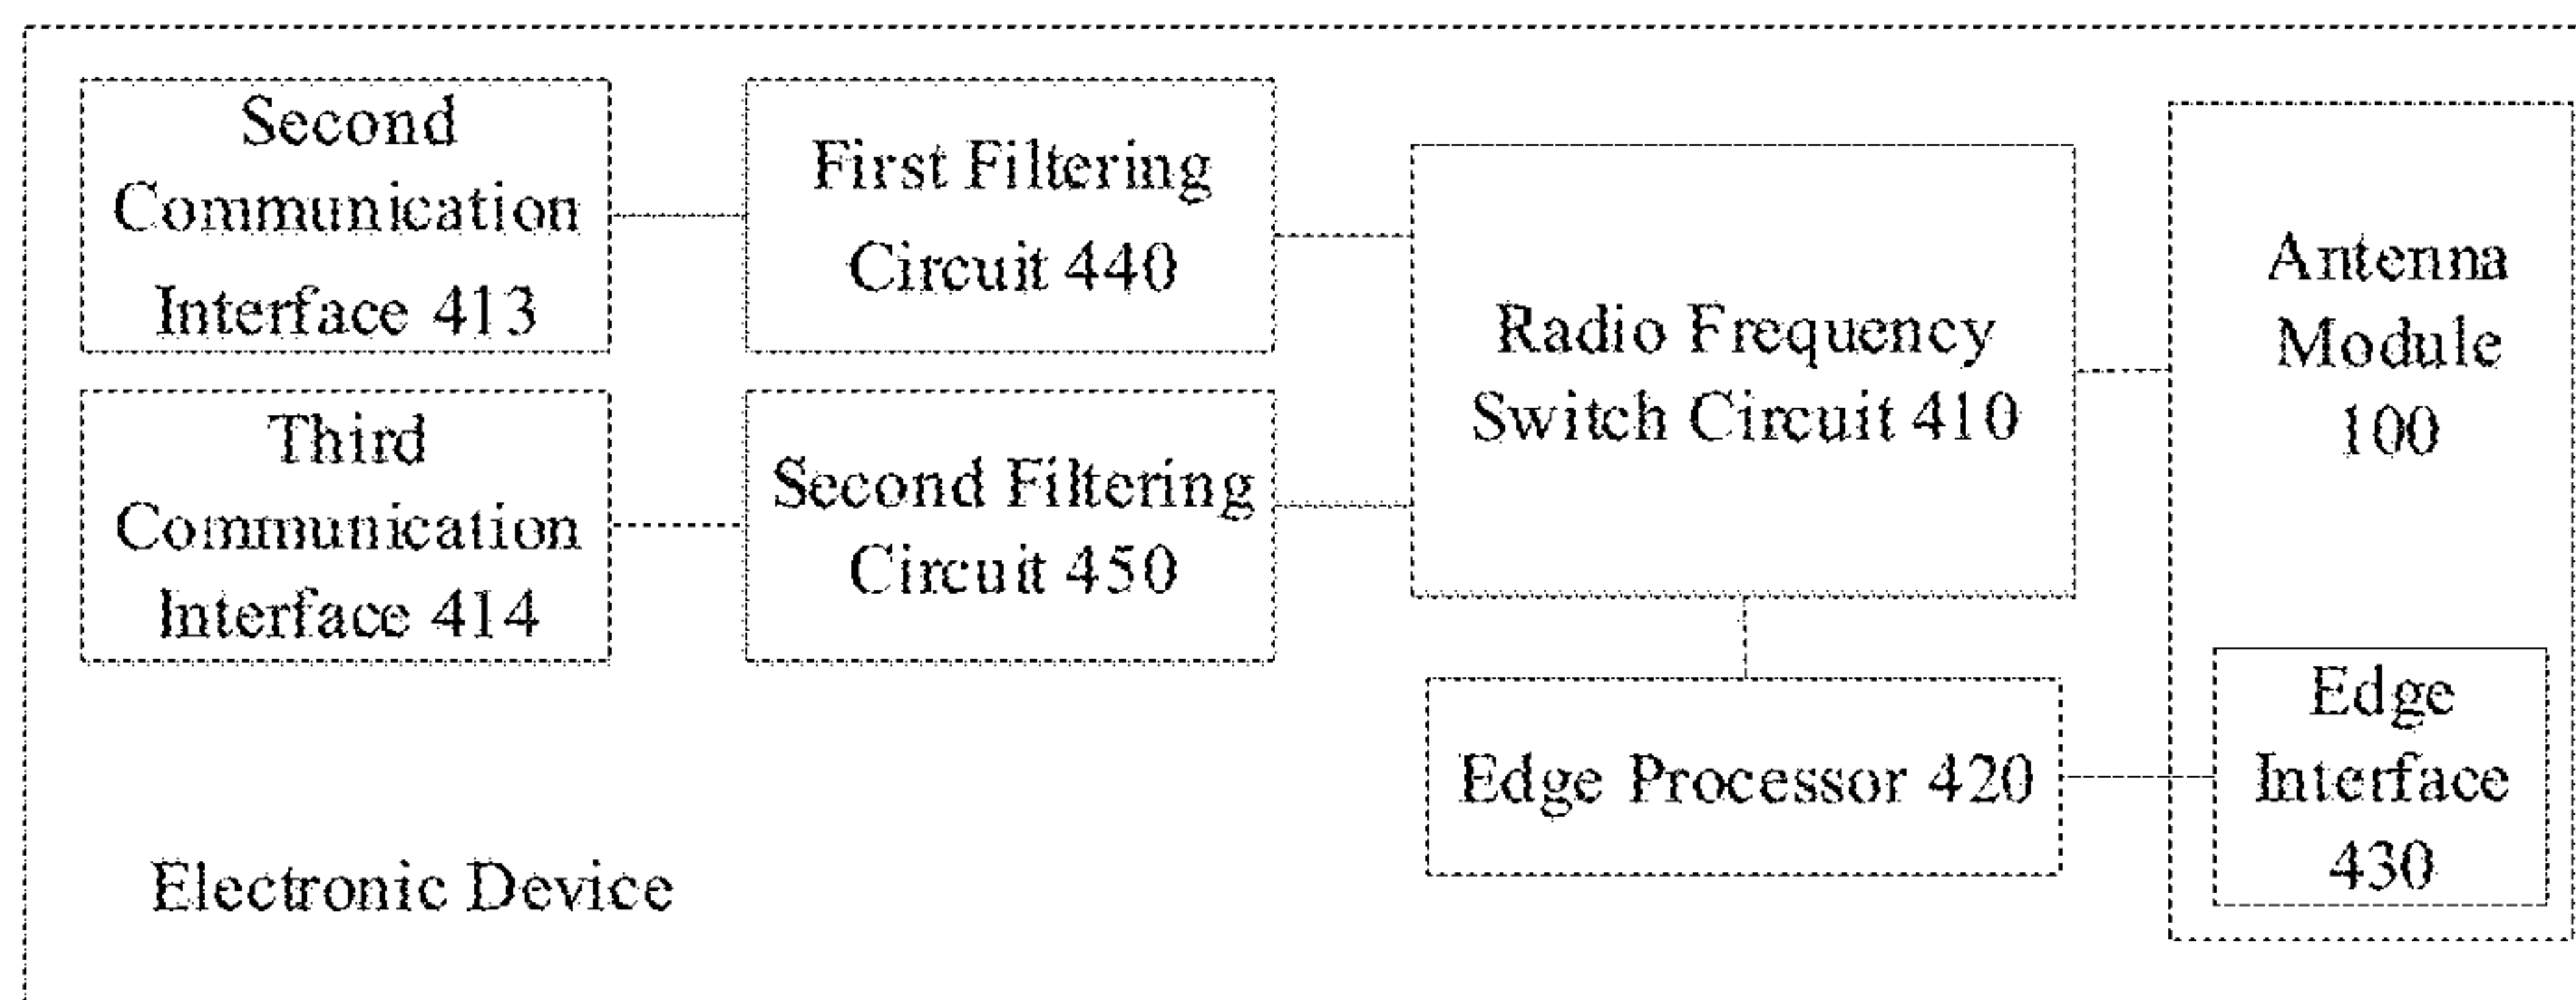 Second
Communication
Interface 413
First Filtering
Circuit 440
Third
Communication
Interface 414
Second Filtering
Circuit 450
Radio Frequency
Switch Circuit 410
Antenna
Module
100
Edge Processor 420
Edge
Interface
430
Electronic Device